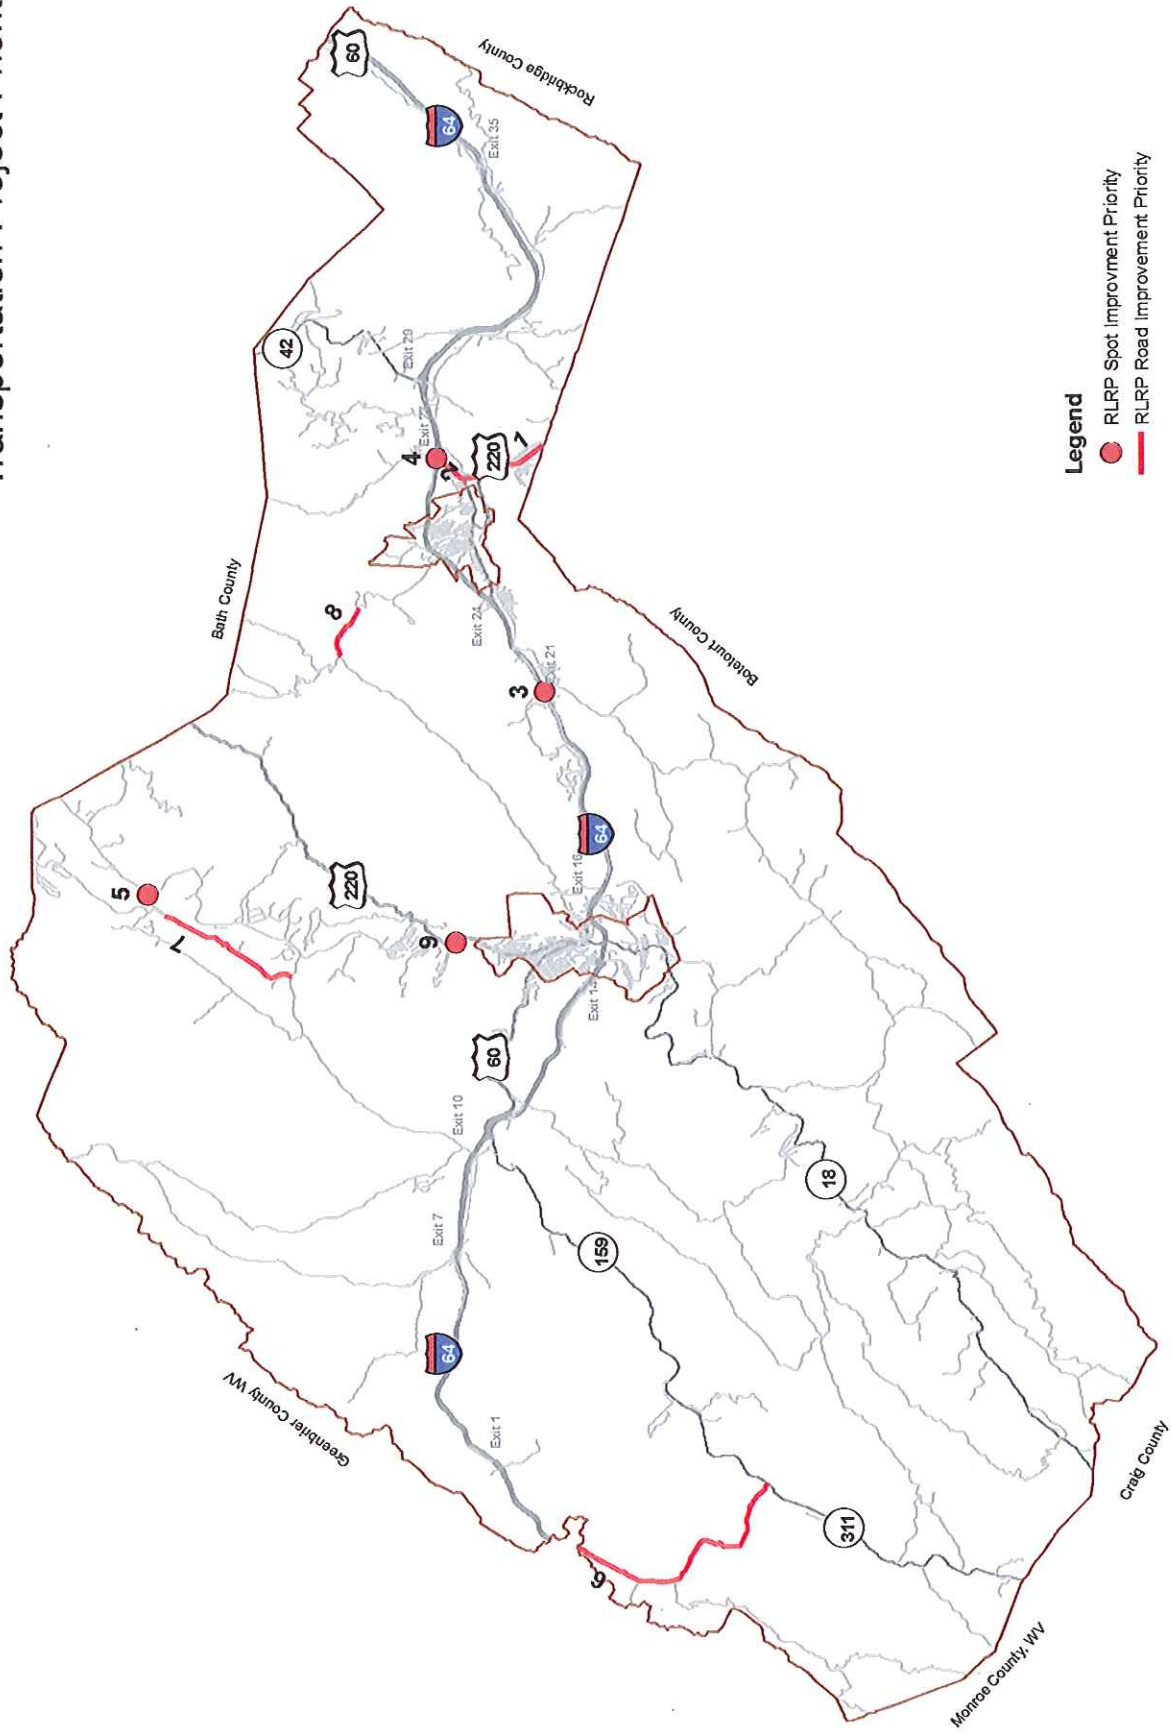 Transportation Project
Rockbridge County
60
64
Exit 35
42
Exit 29
Exit 27
4
2
220
1
Bath County
8
Exit 24
3
Exit 21
Botetourt County
5
7
220
9
64
Exit 16
Exit 14
60
Exit 10
Exit 7
18
159
64
Greenbrier County WV
Exit 1
6
311
Craig County
Monroe County, WV
Legend
RLRP Spot Improvment Priority
RLRP Road Improvement Priority